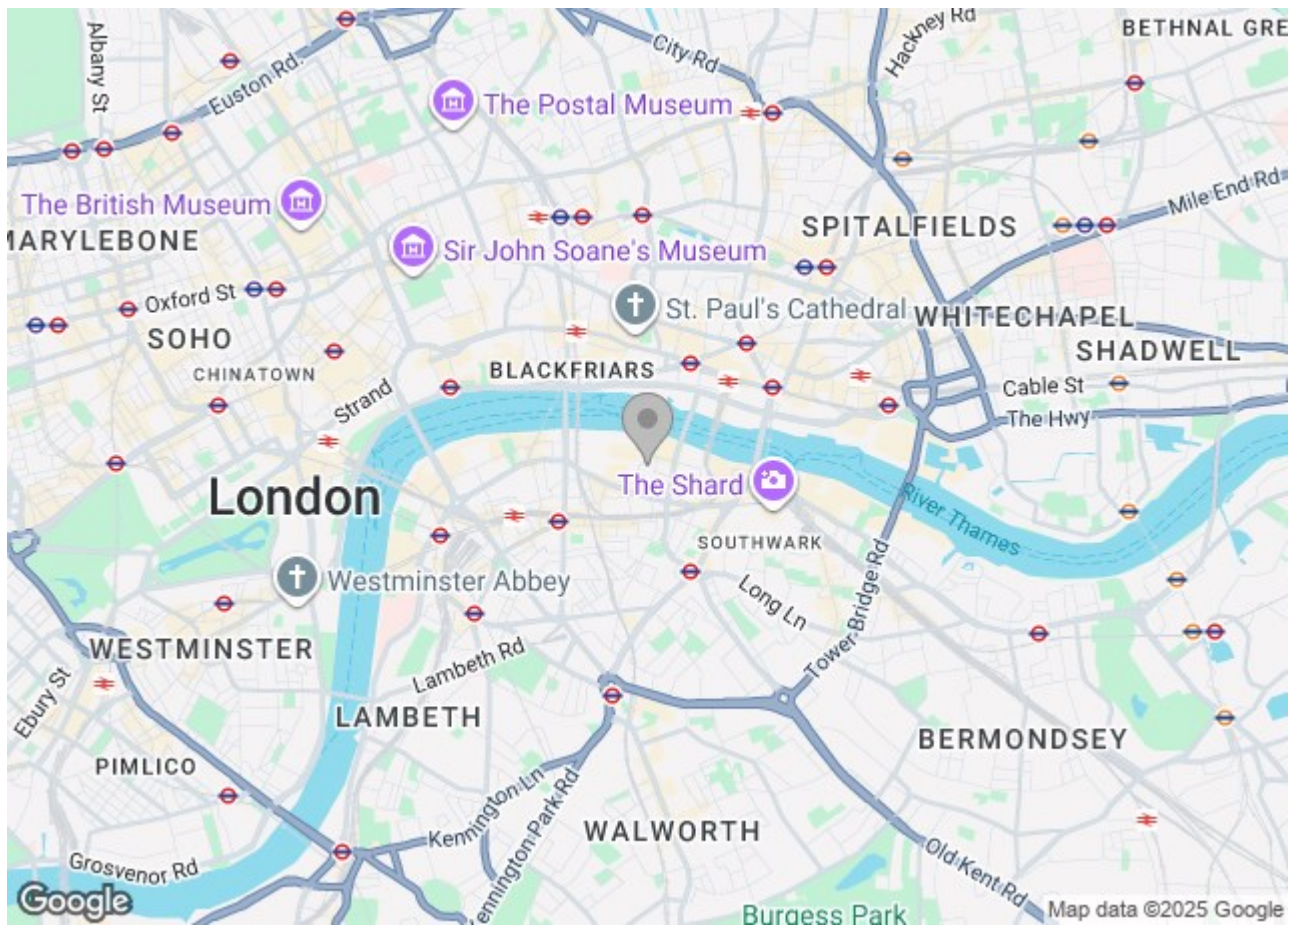 Albany St
Euston Rd.
City Rd
Hackney Rd
BETHNAL GRE
The Postal Museum
The British Museum
MARYLEBONE
Sir John Soane's Museum
SPITALFIELDS
Mile End Rd
Oxford St
SOHO
St. Paul's Cathedral
WHITECHAPEL
SHADWELL
CHINATOWN
BLACKFRIARS
Strand
Cable St
The Hwy
London
The Shard
River Thames
SOUTHWARK
Westminster Abbey
Long Ln
Tower Bridge Rd
WESTMINSTER
Lambeth Rd
Ebury St
LAMBETH
BERMONDSEY
PIMLICO
Kennington Ln
Kennington Park Rd
WALWORTH
Old Kent Rd
Grosvenor Rd
Google
Burgess Park
Map data ©2025 Google